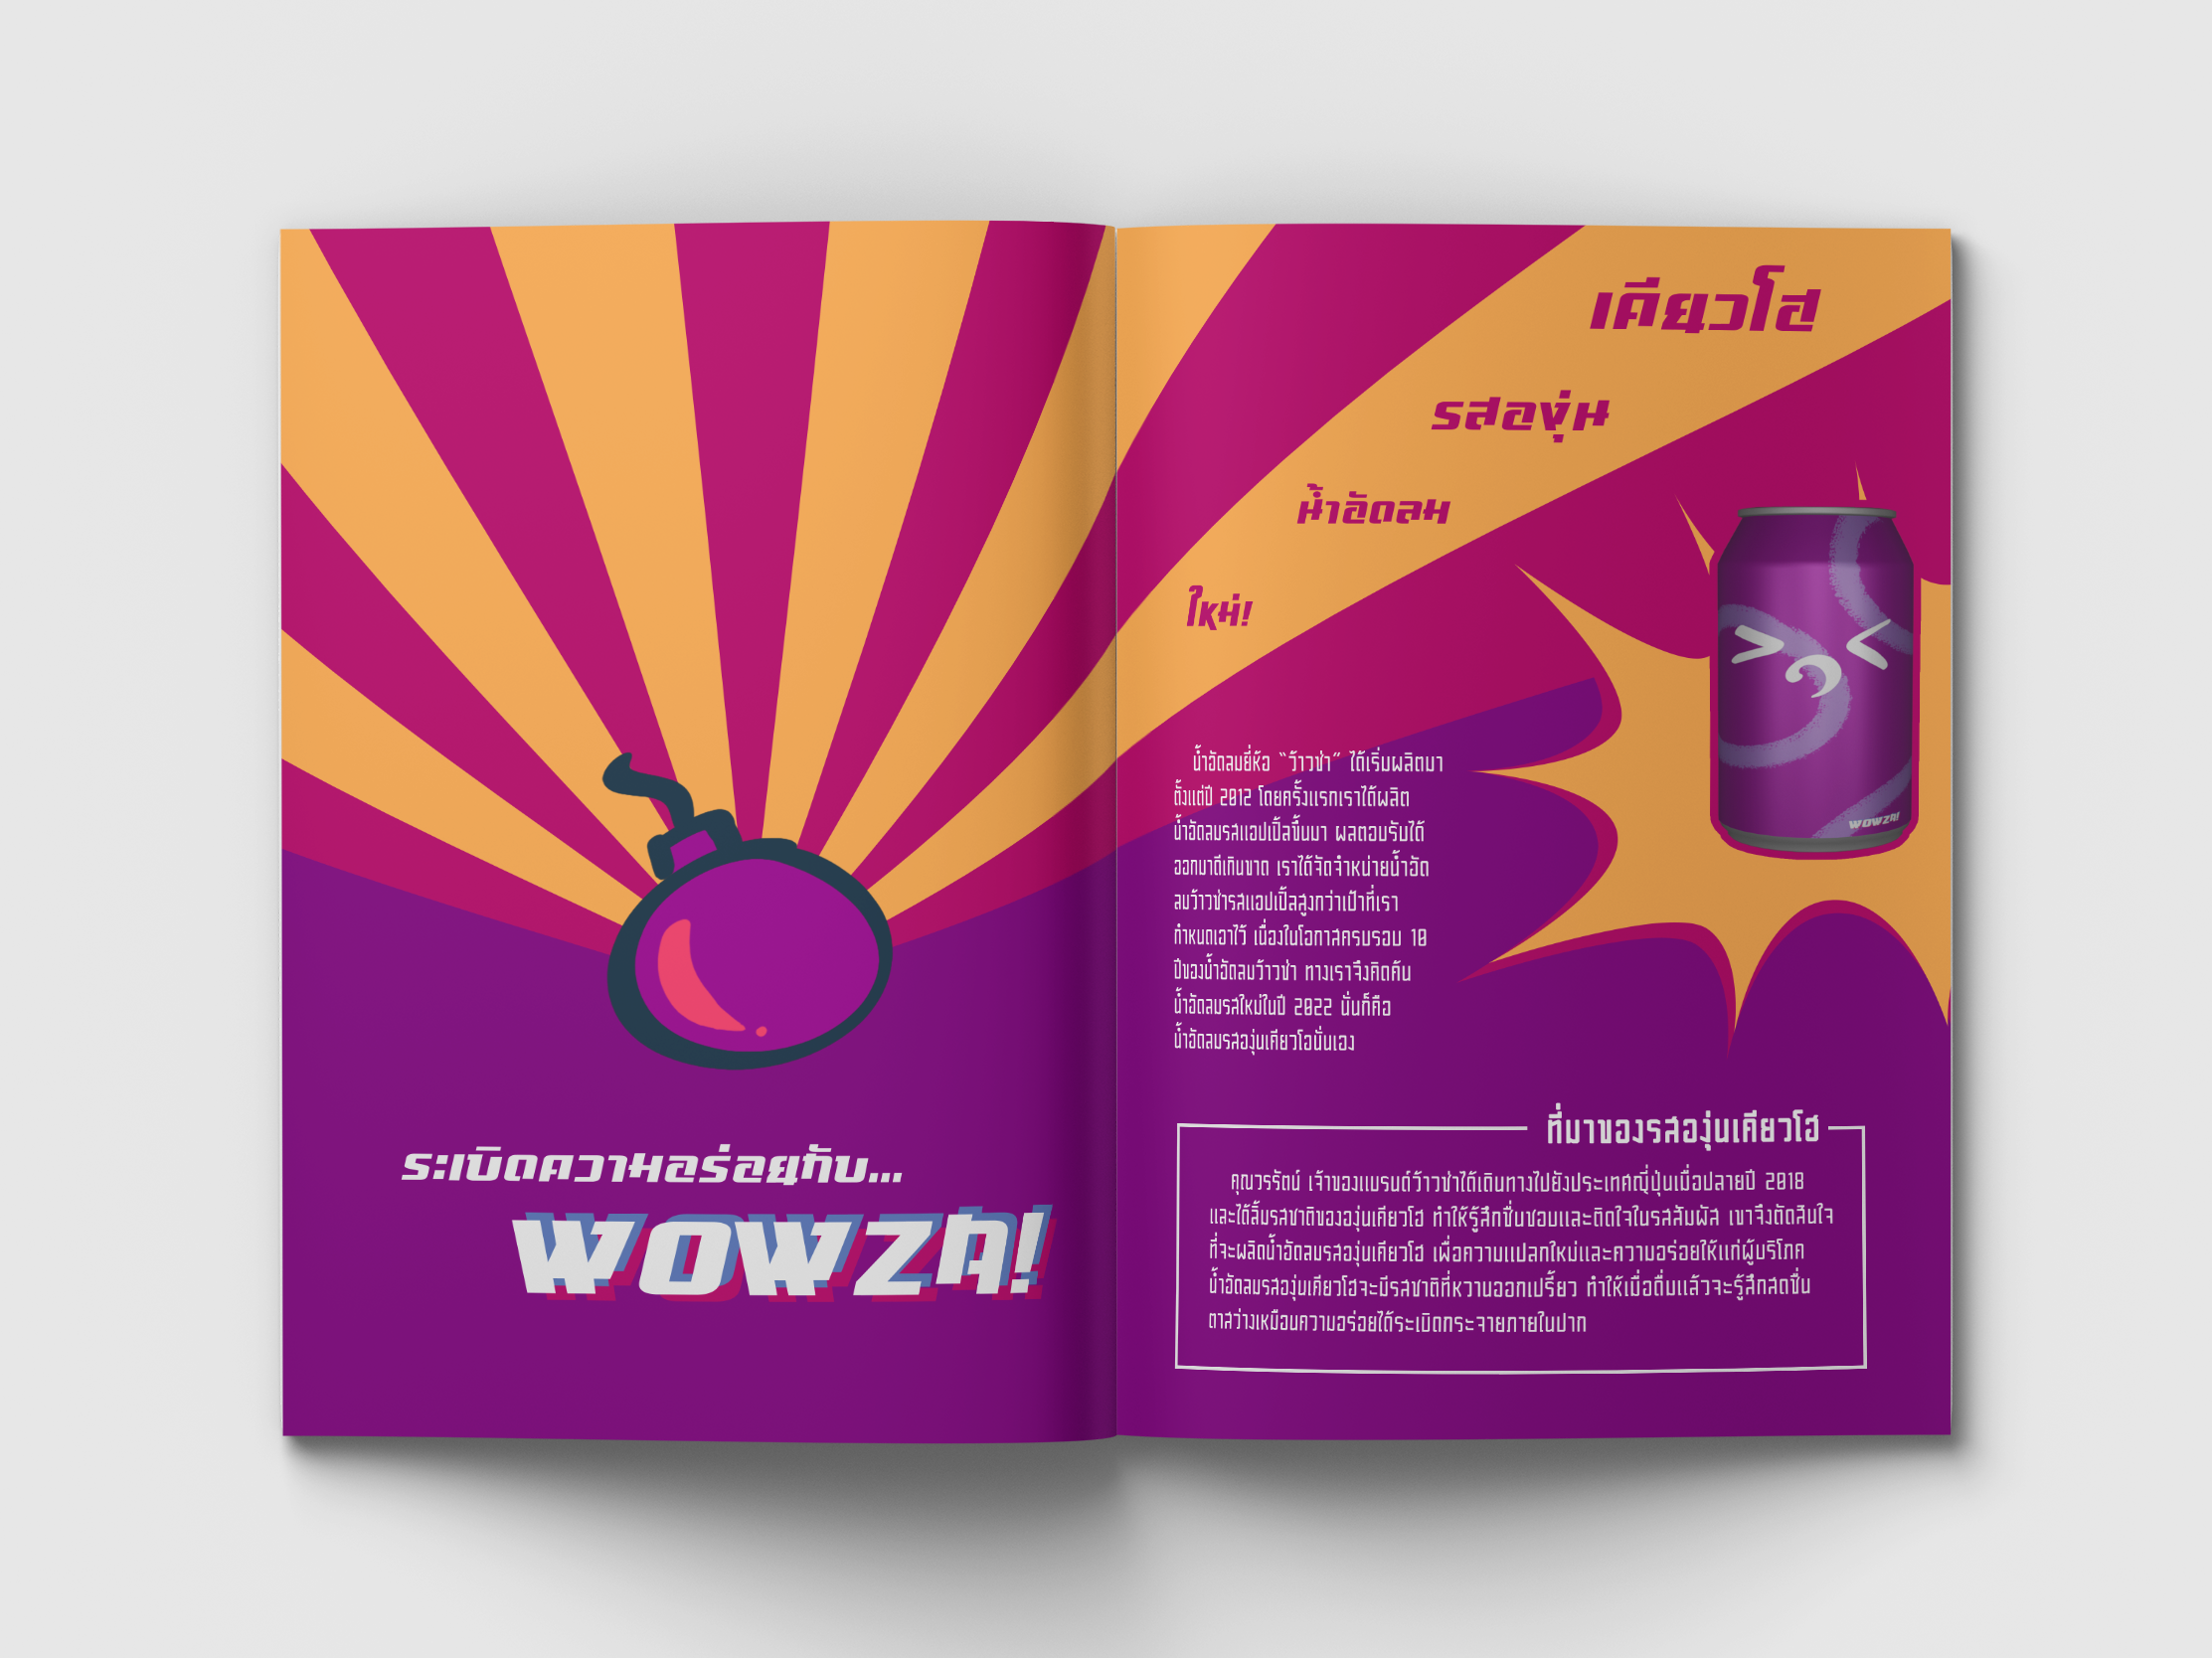 ระเบิดความอร่อยกับ...
WOWZA!
เคียวโฮ
รสองุ่น
น้ำอัดลม
ใหม่!
WOWZA!
น้ำอัดลมยี่ห้อ "ว้าวซ่า" ได้เริ่มผลิตมา
ตั้งแต่ปี 2012 โดยครั้งแรกเราได้ผลิต
น้ำอัดลมรสแอปเปิ้ลขึ้นมา ผลตอบรับได้
ออกมาดีเกินขาด เราได้จัดจำหน่ายน้ำอัด
ลมว้าวซ่ารสแอปเปิ้ลสูงกว่าเป้าที่เรา
กำหนดเอาไว้ เนื่องในโอกาสครบรอบ 10
ปีของน้ำอัดลมว้าวซ่า ทางเราจึงคิดค้น
น้ำอัดลมรสใหม่ในปี 2022 นั่นก็คือ
น้ำอัดลมรสองุ่นเคียวโฮนั่นเอง
ที่มาของรสองุ่นเคียวโฮ
คุณวรรัตน์ เจ้าของแบรนด์ว้าวซ่าได้เดินทางไปยังประเทศญี่ปุ่นเมื่อปลายปี 2018
และได้ลิ้มรสชาติขององุ่นเคียวโฮ ทำให้รู้สึกชื่นชอบและติดใจในรสสัมผัส เขาจึงตัดสินใจ
ที่จะผลิตน้ำอัดลมรสองุ่นเคียวโฮ เพื่อความแปลกใหม่และความอร่อยให้แก่ผู้บริโภค
น้ำอัดลมรสองุ่นเคียวโฮจะมีรสชาติที่หวานออกเปรี้ยว ทำให้เมื่อดื่มแล้วจะรู้สึกสดชื่น
ตาสว่างเหมือนความอร่อยได้ระเบิดกระจายภายในปาก